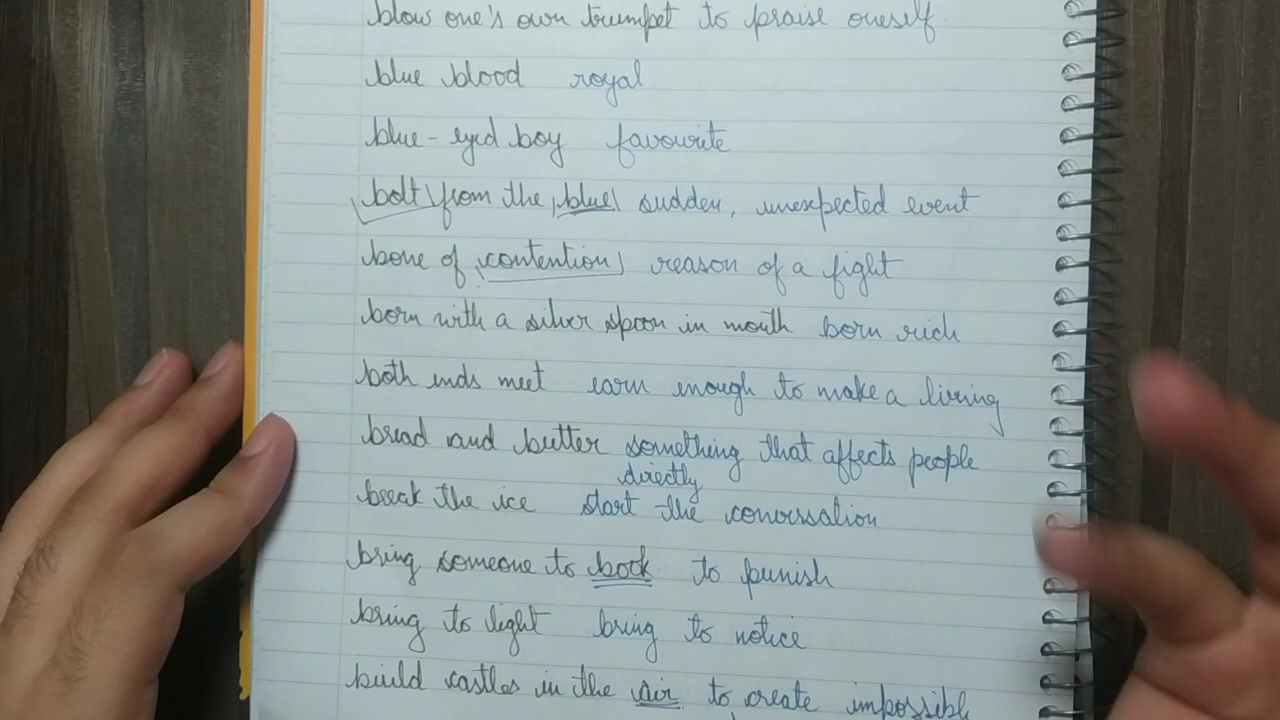 blow one's own trumpet to praise oneself
blue blood royal
blue-eyed boy favourite
bolt from the blue sudden, unexpected event
bone of contention reason of a fight
born with a silver spoon in mouth born rich
both ends meet earn enough to make a living
bread and butter something that affects people
directly
break the ice start the conversation
bring someone to book to punish
bring to light bring to notice
build castles in the air to create impossibl